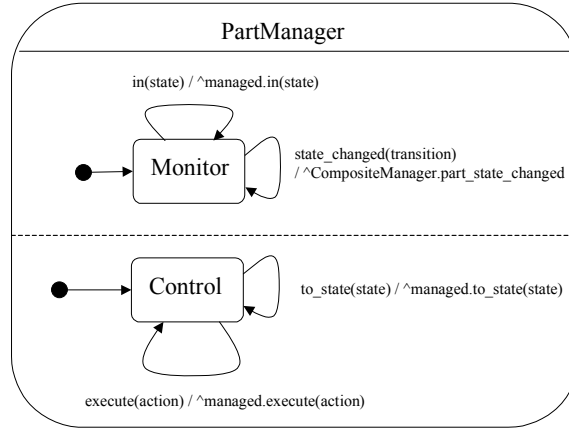 PartManager
in(state) / ^managed.in(state)
Monitor
state_changed(transition)
/ ^CompositeManager.part_state_changed
Control
to_state(state) / ^managed.to_state(state)
execute(action) / ^managed.execute(action)